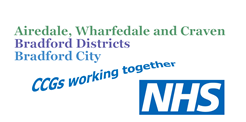 Airedale, Wharfedale and Craven
Bradford Districts
Bradford City
CCGs working together
NHS